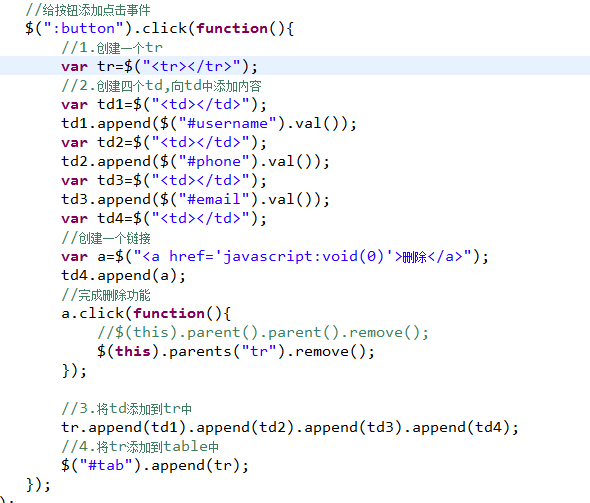 //给按钮添加点击事件
$(":button").click(function(){
//1.创建一个tr
var tr=$("<tr></tr>");
//2.创建四个td,向td中添加内容
var td1=$("<td></td>");
td1.append($("#username").val());
var td2=$("<td></td>");
td2.append($("#phone").val());
var td3=$("<td></td>");
td3.append($("#email").val());
var td4=$("<td></td>");
//创建一个链接
var a=$("<a href='javascript:void(0)'>删除</a>");
td4.append(a);
//完成删除功能
a.click(function(){
//$(this).parent().parent().remove();
$(this).parents("tr").remove();
});
//3.将td添加到tr中
tr.append(td1).append(td2).append(td3).append(td4);
//4.将tr添加到table中
$("#tab").append(tr);
});